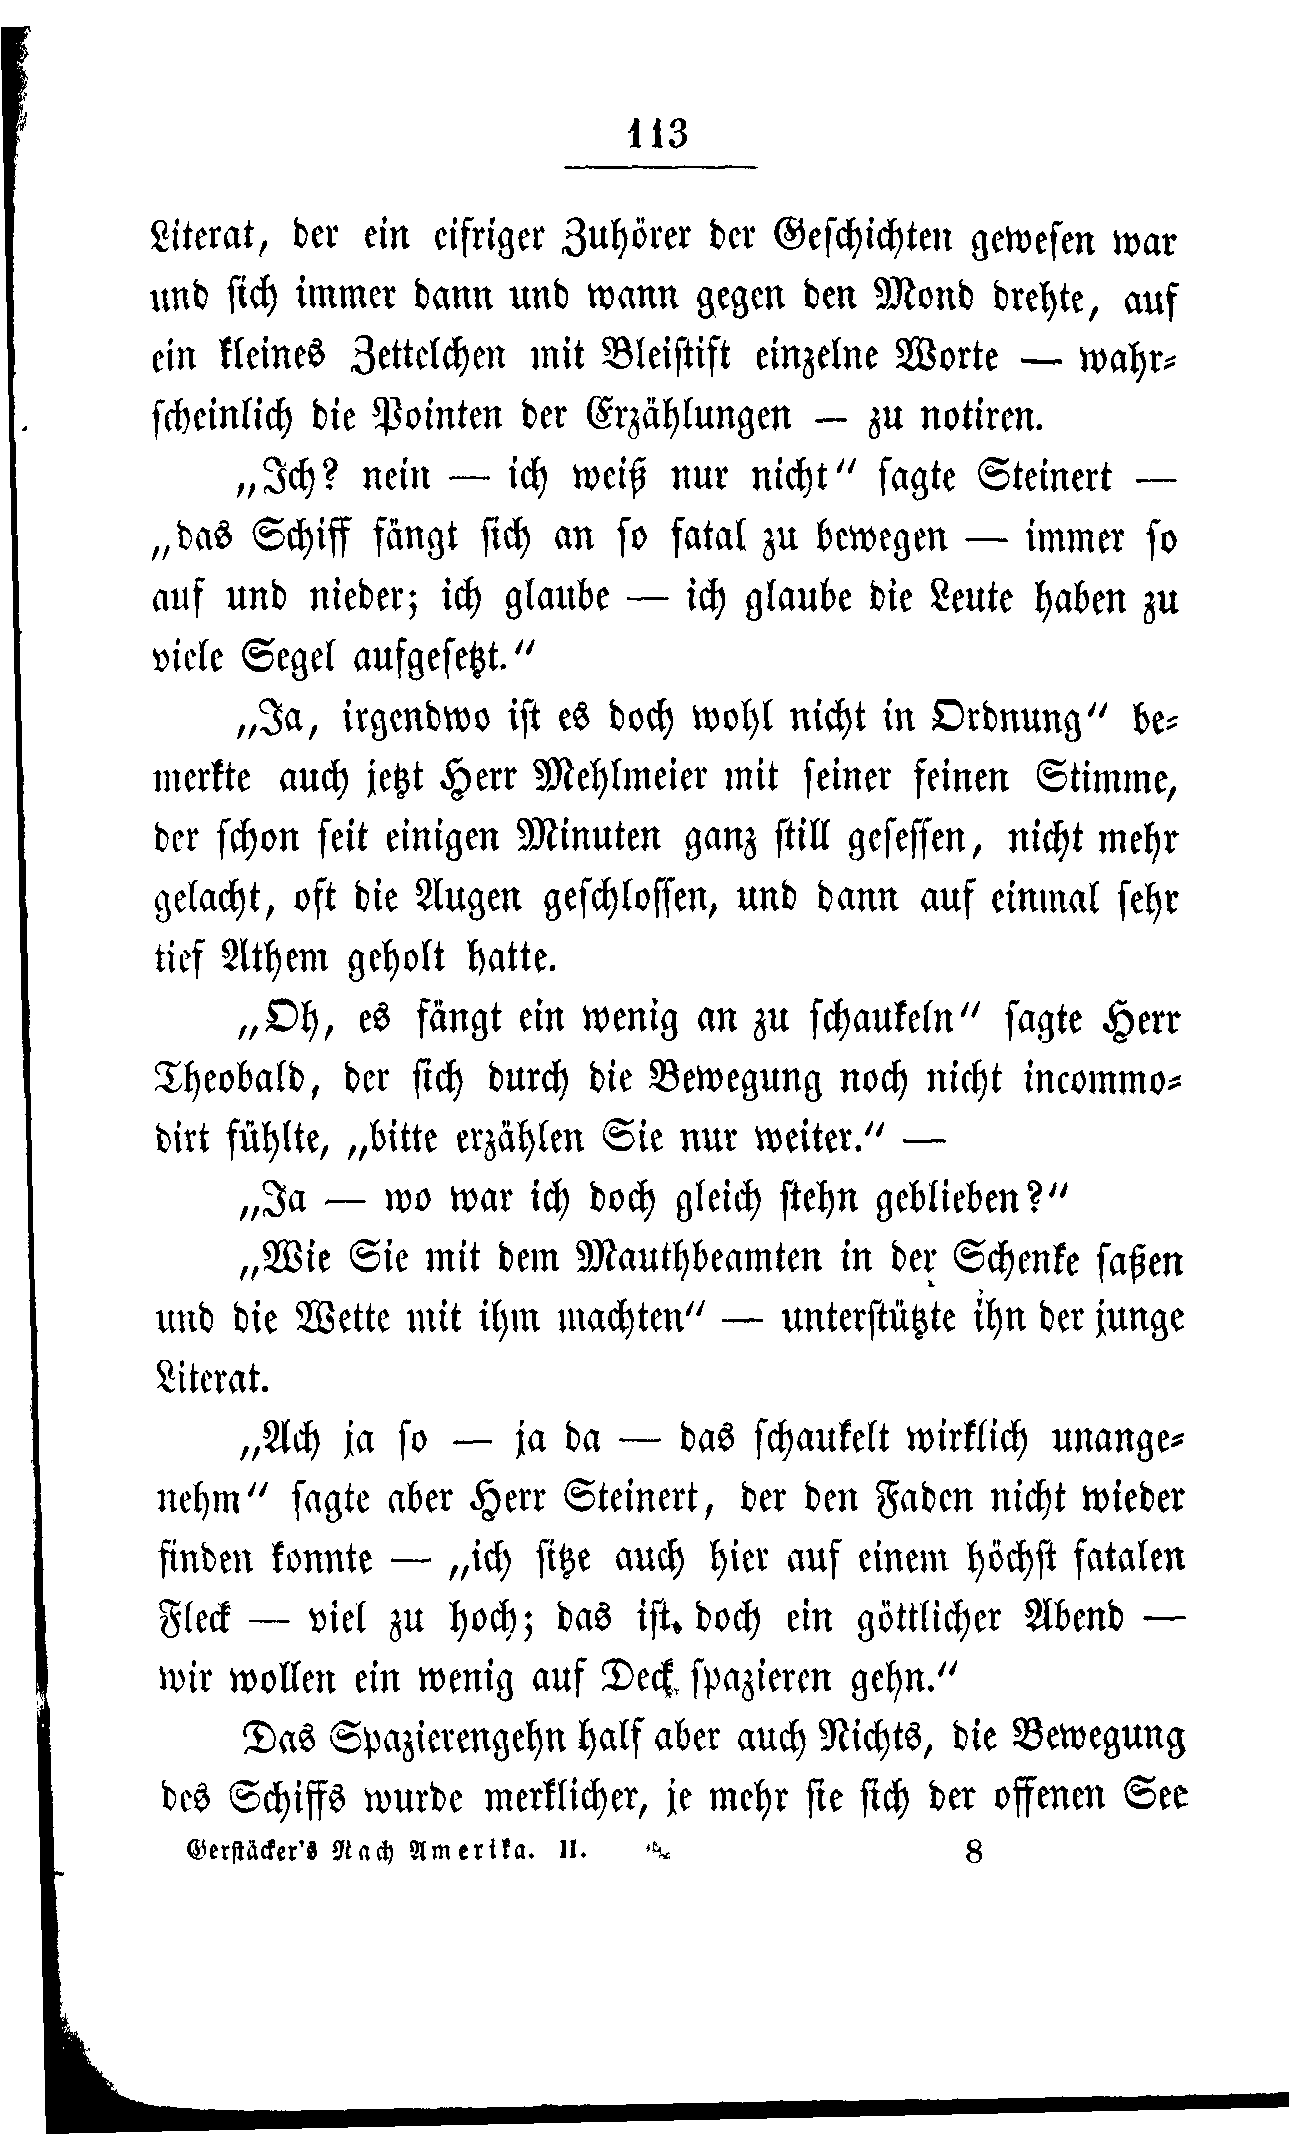 113
Literat, der ein eifriger Zuhörer der Geschichten gewesen war
und sich immer dann und wann gegen den Mond drehte, auf
ein kleines Zettelchen mit Bleistift einzelne Worte — wahr-
scheinlich die Pointen der Erzählungen — zu notiren.
„Ich? nein — ich weiß nur nicht“ sagte Steinert —
„das Schiff fängt sich an so fatal zu bewegen — immer so
auf und nieder; ich glaube — ich glaube die Leute haben zu
viele Segel aufgesetzt.“
„Ja, irgendwo ist es doch wohl nicht in Ordnung“ be-
merkte auch jetzt Herr Mehlmeier mit seiner feinen Stimme,
der schon seit einigen Minuten ganz still gesessen, nicht mehr
gelacht, oft die Augen geschlossen, und dann auf einmal sehr
tief Athem geholt hatte.
„Oh, es fängt ein wenig an zu schaukeln“ sagte Herr
Theobald, der sich durch die Bewegung noch nicht incommo-
dirt fühlte, „bitte erzählen Sie nur weiter.“ —
„Ja — wo war ich doch gleich stehn geblieben?“
„Wie Sie mit dem Mauthbeamten in der Schenke saßen
und die Wette mit ihm machten“ — unterstützte ihn der junge
Literat.
„Ach ja so — ja da — das schaukelt wirklich unange-
nehm“ sagte aber Herr Steinert, der den Faden nicht wieder
finden konnte — „ich sitze auch hier auf einem höchst fatalen
Fleck — viel zu hoch; das ist doch ein göttlicher Abend —
wir wollen ein wenig auf Deck spazieren gehn.“
Das Spazierengehn half aber auch Nichts, die Bewegung
des Schiffs wurde merklicher, je mehr sie sich der offenen See
Gerstäcker's Nach Amerika. II. 8